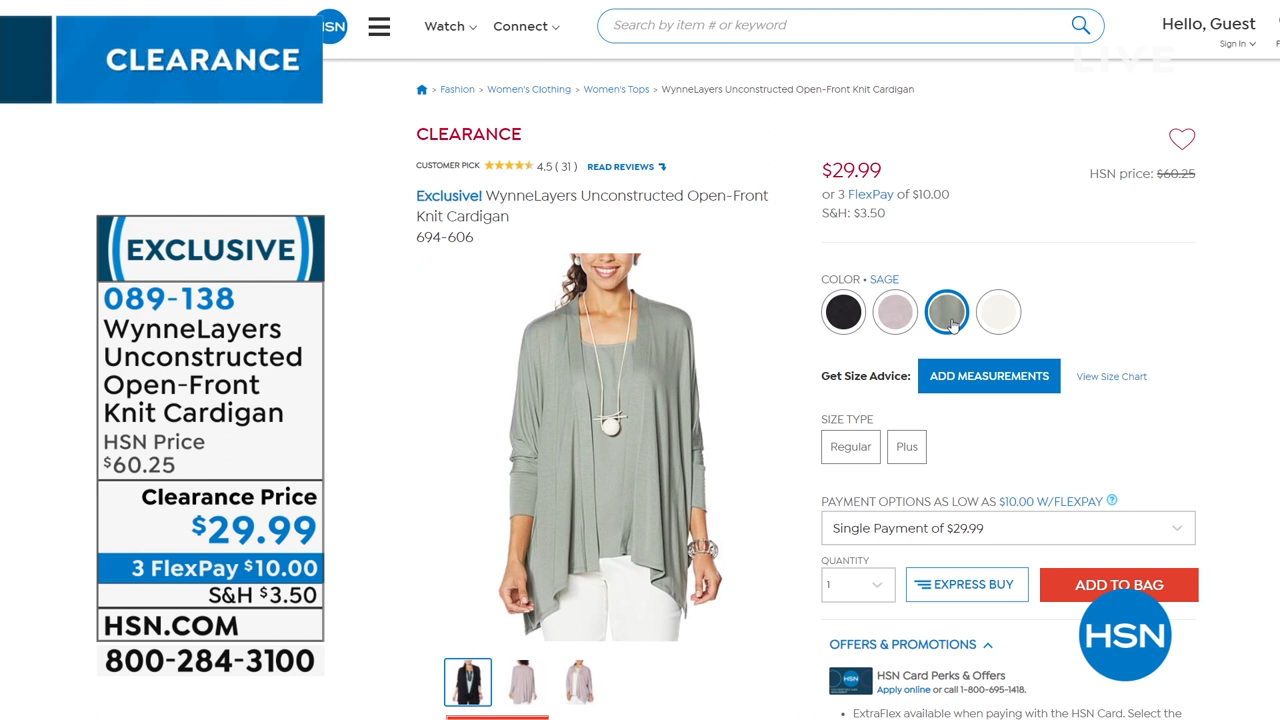 CLEARANCE
HSN
Watch
Connect
Search by item # or keyword
Hello, Guest
Sign In
LIVE
Fashion > Women's Clothing > Women's Tops > WynneLayers Unconstructed Open-Front Knit Cardigan
CLEARANCE
CUSTOMER PICK 4.5 ( 31 ) READ REVIEWS
Exclusive! WynneLayers Unconstructed Open-Front
Knit Cardigan
694-606
$29.99
HSN price: $60.25
or 3 FlexPay of $10.00
S&H: $3.50
COLOR • SAGE
Get Size Advice: ADD MEASUREMENTS View Size Chart
SIZE TYPE
Regular Plus
PAYMENT OPTIONS AS LOW AS $10.00 W/FLEXPAY ?
Single Payment of $29.99
QUANTITY
1
EXPRESS BUY
ADD TO BAG
HSN
OFFERS & PROMOTIONS
HSN
HSN Card Perks & Offers
Apply online or call 1-800-695-1418.
• ExtraFlex available when paying with the HSN Card. Select the
EXCLUSIVE
089-138
WynneLayers
Unconstructed
Open-Front
Knit Cardigan
HSN Price
$60.25
Clearance Price
$29.99
3 FlexPay $10.00
S&H $3.50
HSN.COM
800-284-3100